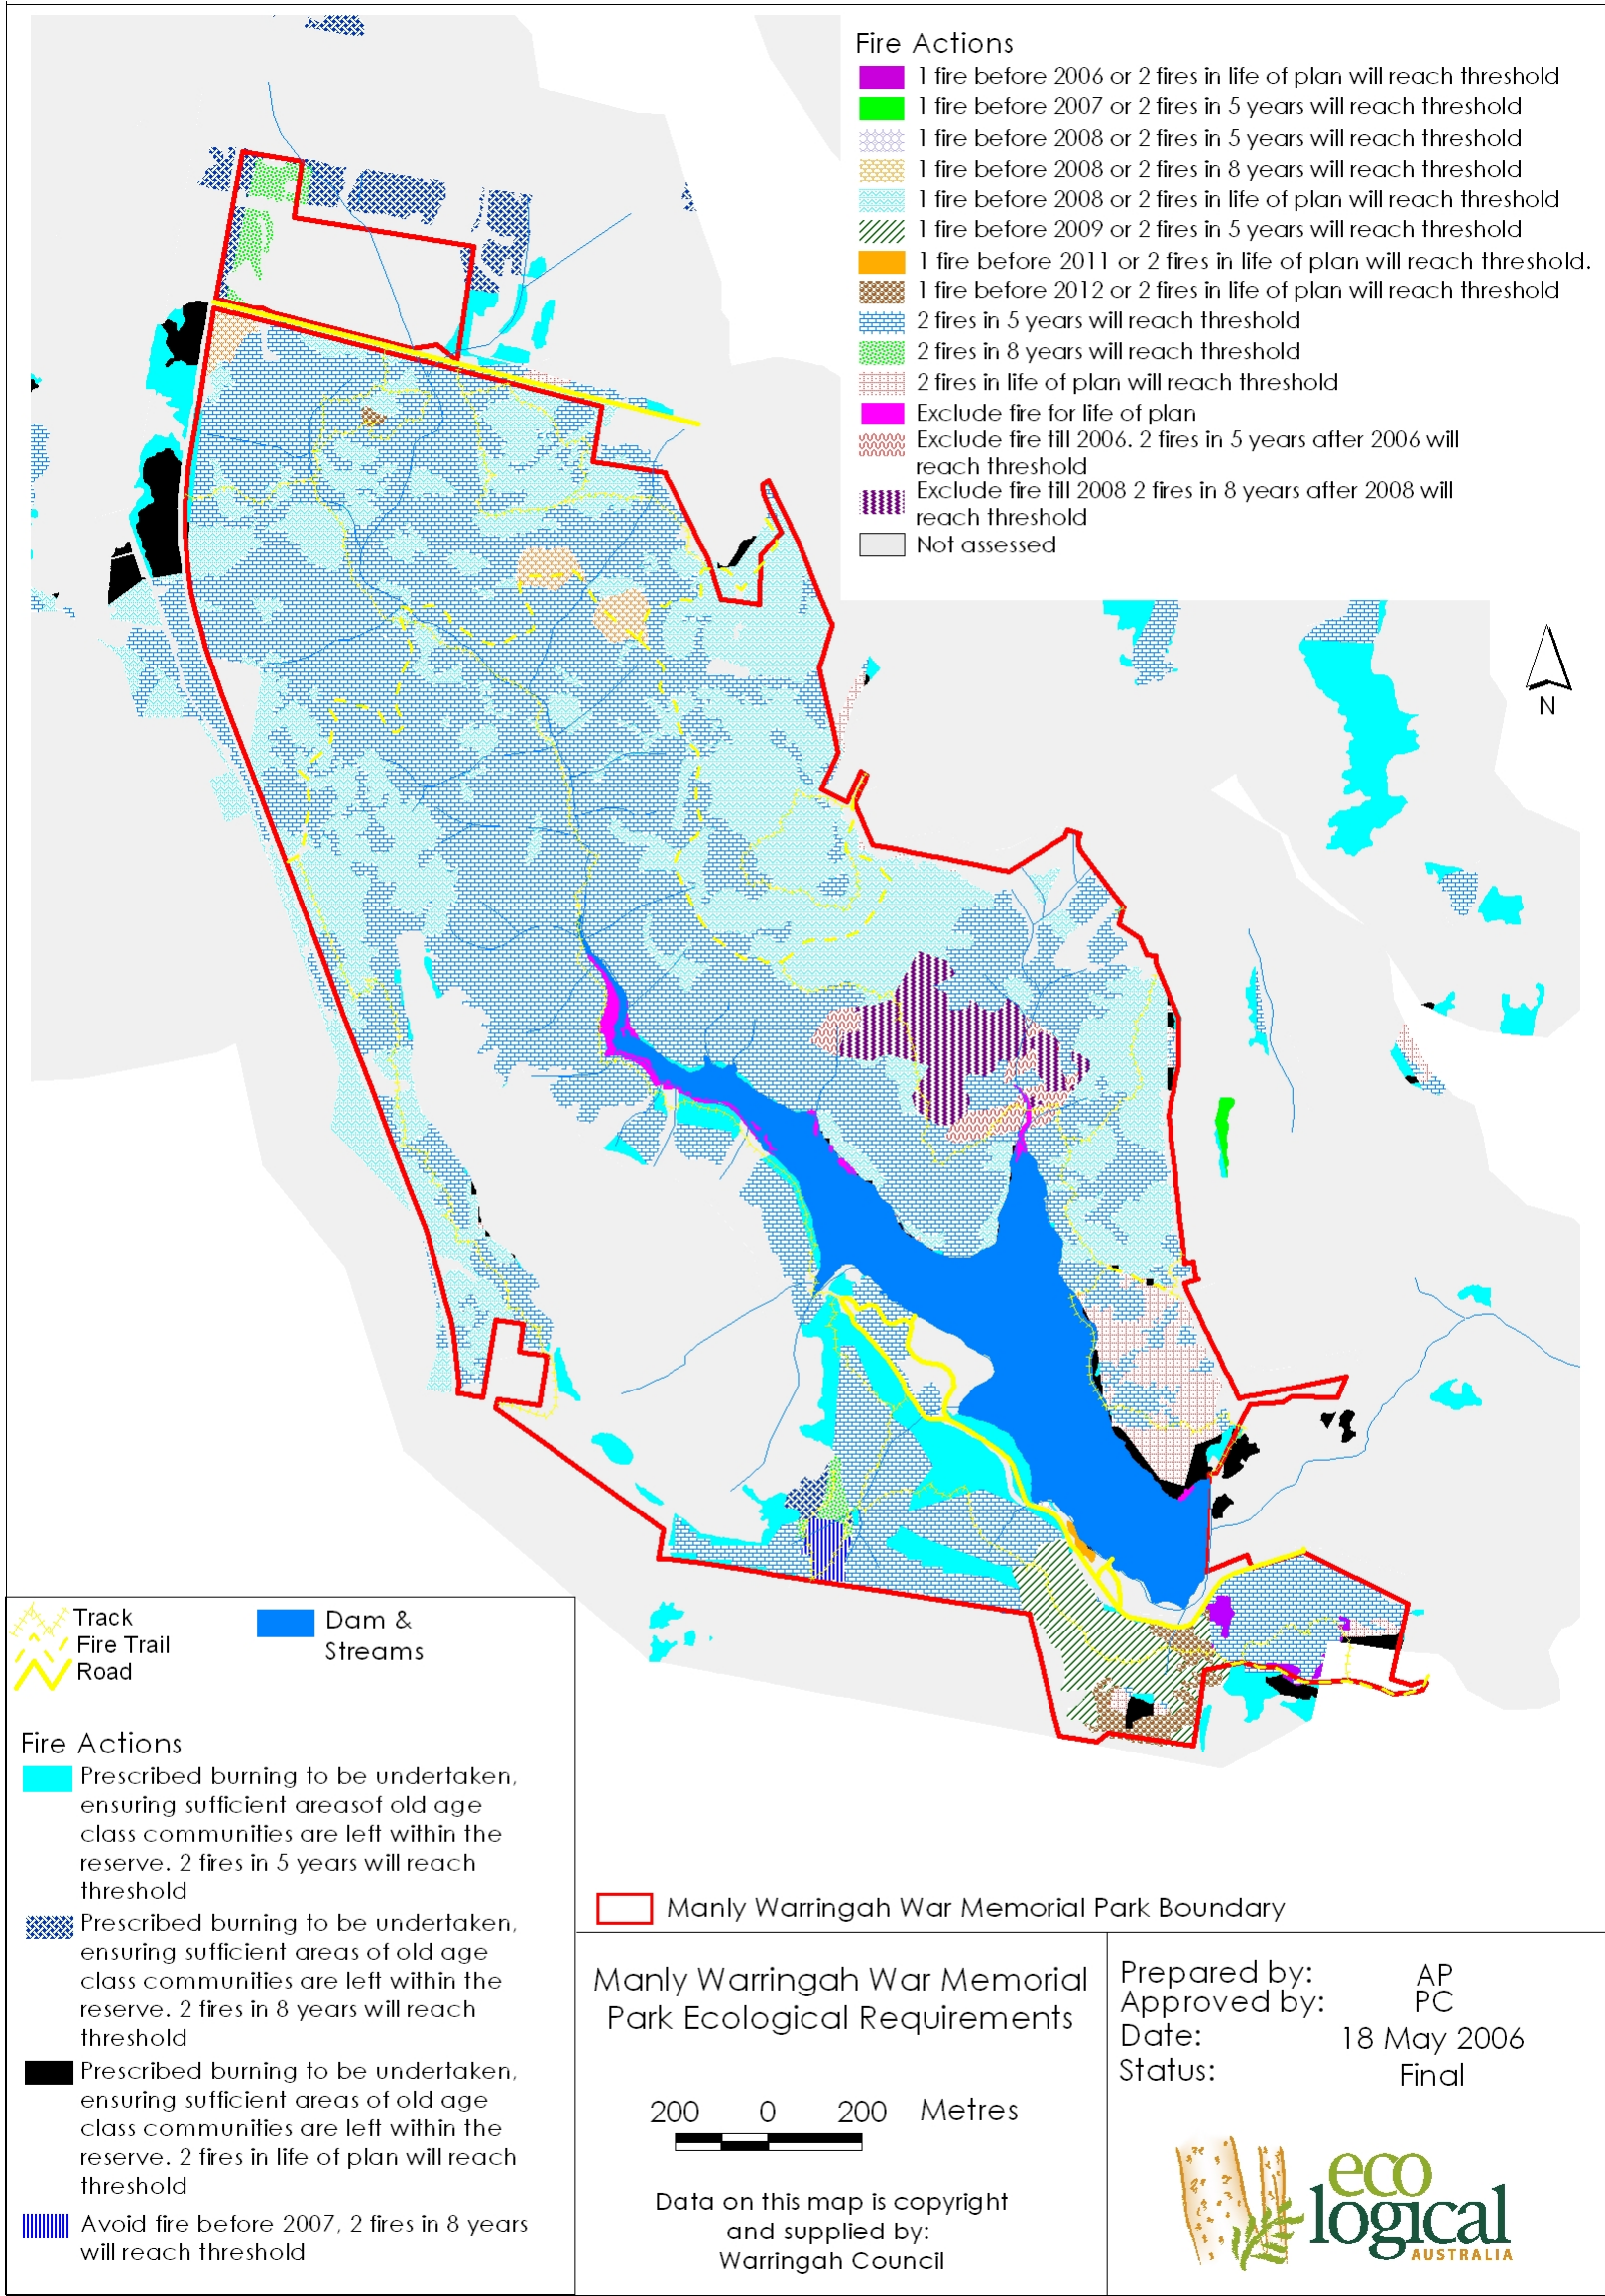 Fire Actions
1 fire before 2006 or 2 fires in life of plan will reach threshold
1 fire before 2007 or 2 fires in 5 years will reach threshold
1 fire before 2008 or 2 fires in 5 years will reach threshold
1 fire before 2008 or 2 fires in 8 years will reach threshold
1 fire before 2008 or 2 fires in life of plan will reach threshold
1 fire before 2009 or 2 fires in 5 years will reach threshold
1 fire before 2011 or 2 fires in life of plan will reach threshold.
1 fire before 2012 or 2 fires in life of plan will reach threshold
2 fires in 5 years will reach threshold
2 fires in 8 years will reach threshold
2 fires in life of plan will reach threshold
Exclude fire for life of plan
Exclude fire till 2006. 2 fires in 5 years after 2006 will
reach threshold
Exclude fire till 2008 2 fires in 8 years after 2008 will
reach threshold
Not assessed
N
Track
Fire Trail
Road
Dam &
Streams
Fire Actions
Prescribed burning to be undertaken,
ensuring sufficient areasof old age
class communities are left within the
reserve. 2 fires in 5 years will reach
threshold
Prescribed burning to be undertaken,
ensuring sufficient areas of old age
class communities are left within the
reserve. 2 fires in 8 years will reach
threshold
Prescribed burning to be undertaken,
ensuring sufficient areas of old age
class communities are left within the
reserve. 2 fires in life of plan will reach
threshold
Avoid fire before 2007, 2 fires in 8 years
will reach threshold
Manly Warringah War Memorial Park Boundary
Manly Warringah War Memorial
Park Ecological Requirements
200 0 200 Metres
Data on this map is copyright
and supplied by:
Warringah Council
Prepared by: AP
Approved by: PC
Date: 18 May 2006
Status: Final
eco
logical
AUSTRALIA